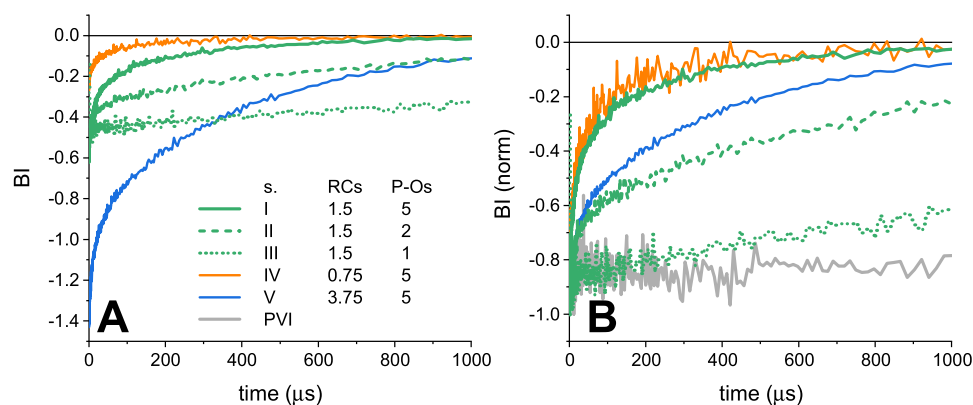 0.0
-0.2
-0.4
-0.6
-0.8
-1.0
-1.2
-1.4
BI
s. RCs P-Os
I 1.5 5
II 1.5 2
III 1.5 1
IV 0.75 5
V 3.75 5
PVI
A
0 200 400 600 800 1000
time (μs)
0.0
-0.2
-0.4
-0.6
-0.8
-1.0
BI (norm)
B
0 200 400 600 800 1000
time (μs)